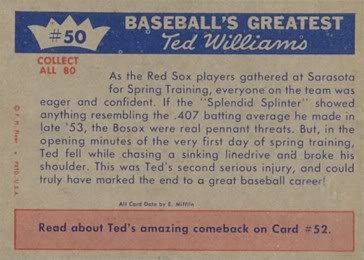 #50
BASEBALL'S GREATEST
Ted Williams
COLLECT
ALL 80
As the Red Sox players gathered at Sarasota
for Spring Training, everyone on the team was
eager and confident. If the "Splendid Splinter" showed
anything resembling the .407 batting average he made in
late '53, the Bosox were real pennant threats. But, in the
opening minutes of the very first day of spring training,
Ted fell while chasing a sinking linedrive and broke his
shoulder. This was Ted's second serious injury, and could
truly have marked the end to a great baseball career!
All Card Data by E. Mifflin
Read about Ted's amazing comeback on Card #52.